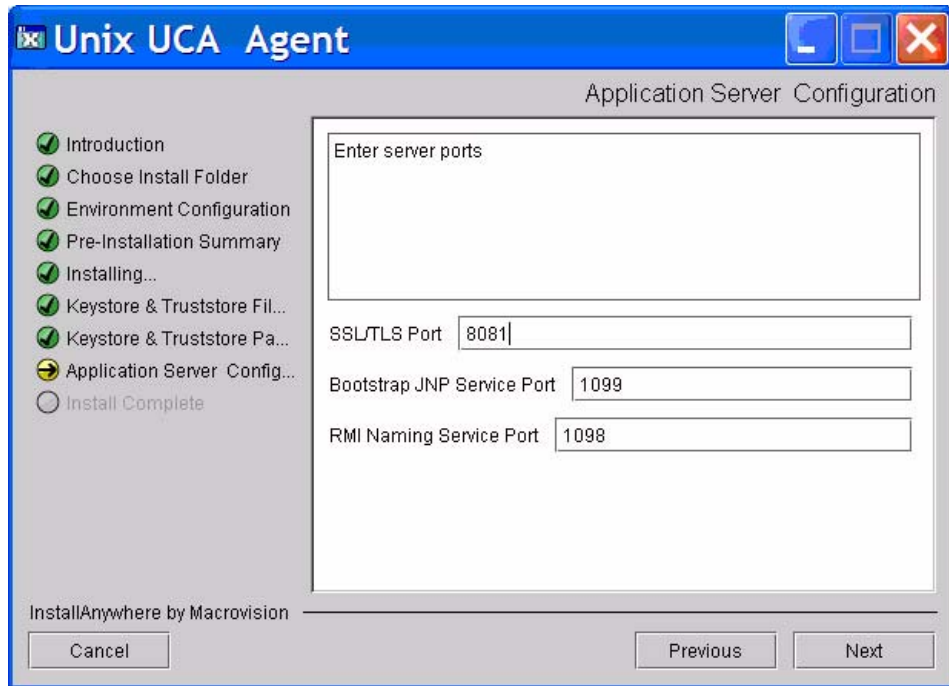 Unix UCA Agent
Application Server Configuration
Introduction
Choose Install Folder
Environment Configuration
Pre-Installation Summary
Installing...
Keystore & Truststore Fil...
Keystore & Truststore Pa...
Application Server Config...
Install Complete
Enter server ports
SSL/TLS Port 8081
Bootstrap JNP Service Port 1099
RMI Naming Service Port 1098
InstallAnywhere by Macrovision
Cancel Previous Next